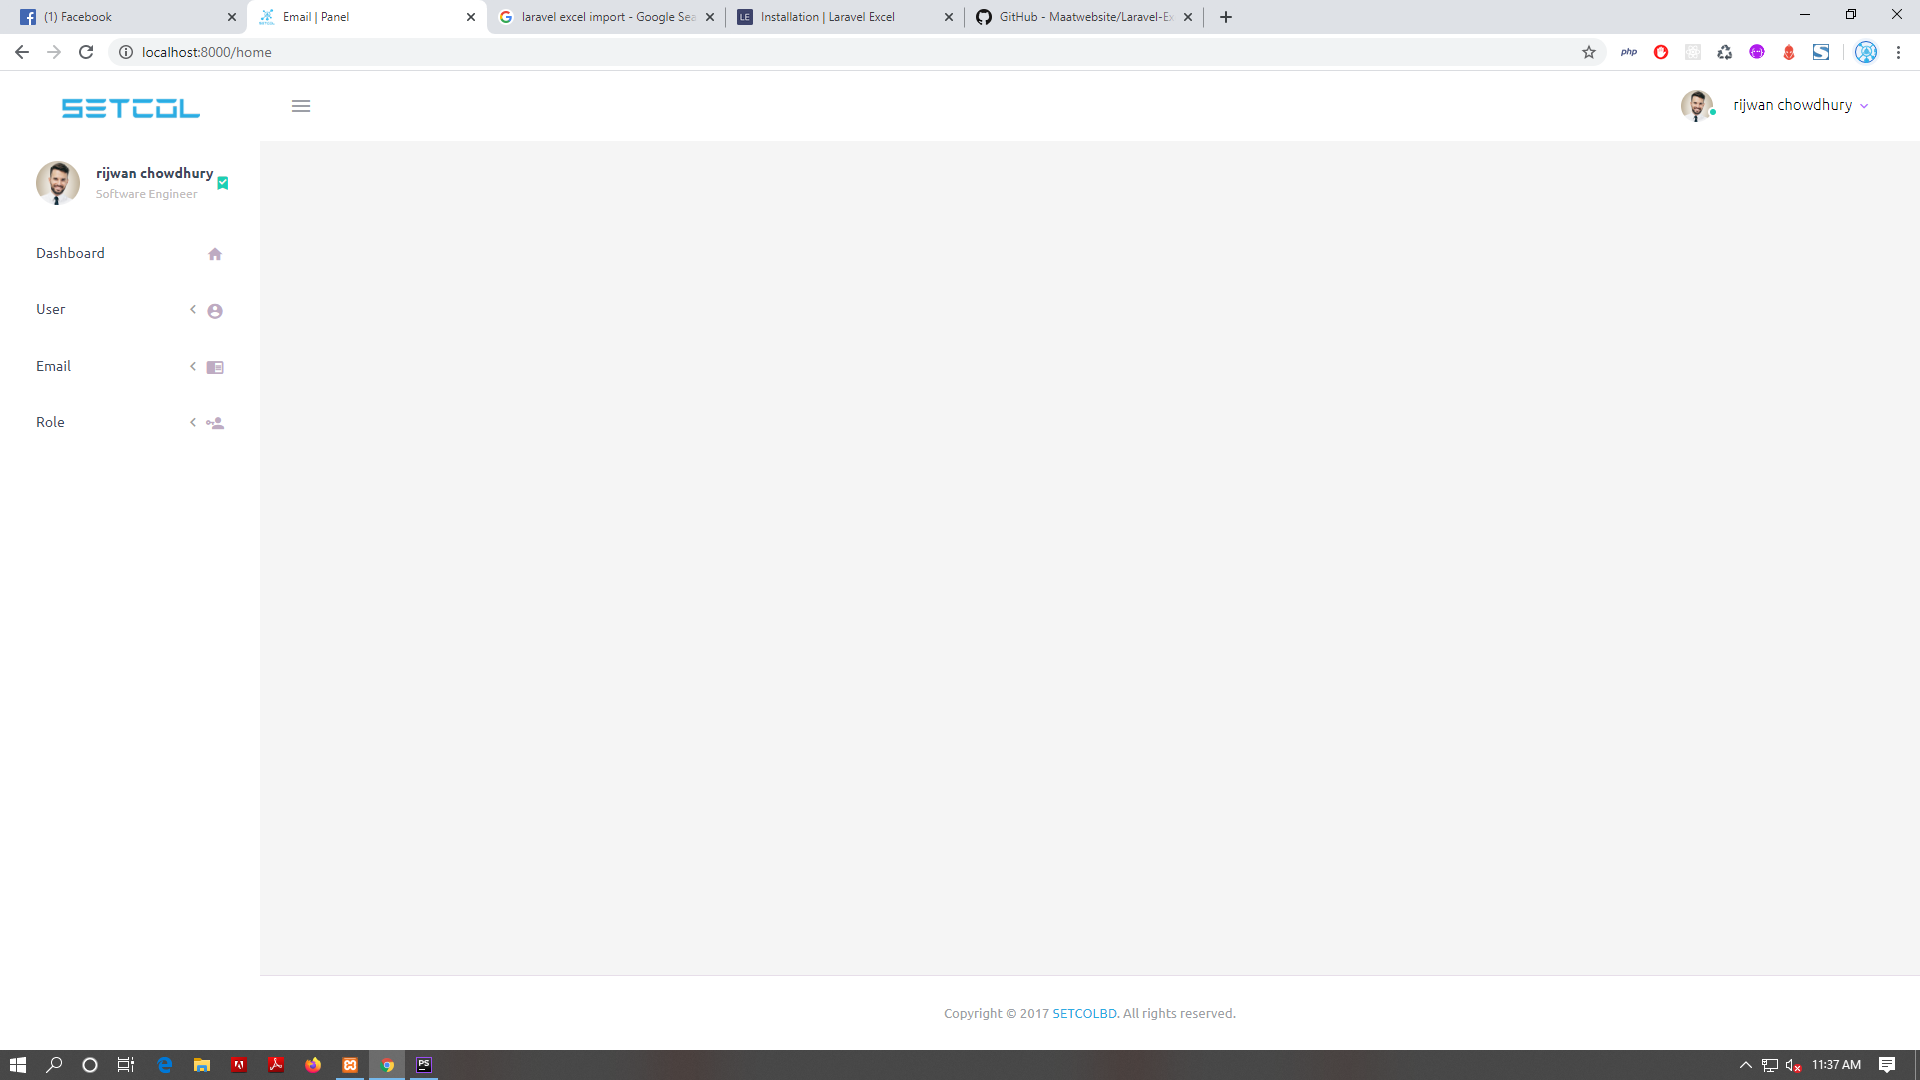 (1) Facebook
Email | Panel
laravel excel import - Google Sea
Installation | Laravel Excel
GitHub - Maatwebsite/Laravel-Ex
localhost:8000/home
php
SETCOL
rijwan chowdhury
rijwan chowdhury
Software Engineer
Dashboard
User
Email
Role
Copyright © 2017 SETCOLBD. All rights reserved.
PS
11:37 AM